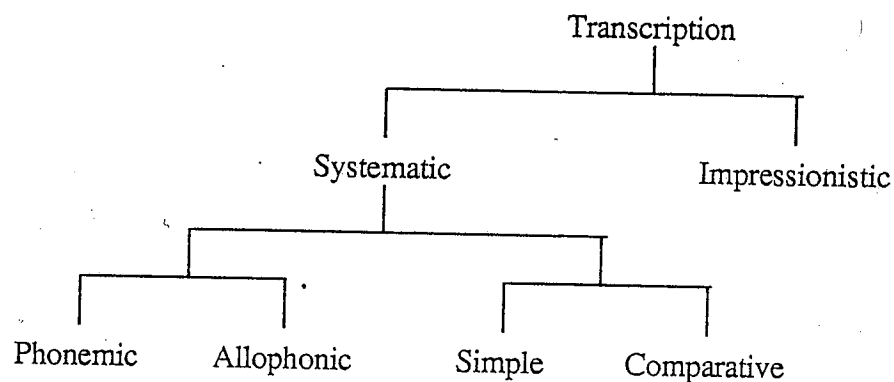 Transcription
Systematic
Impressionistic
Phonemic
Allophonic
Simple
Comparative